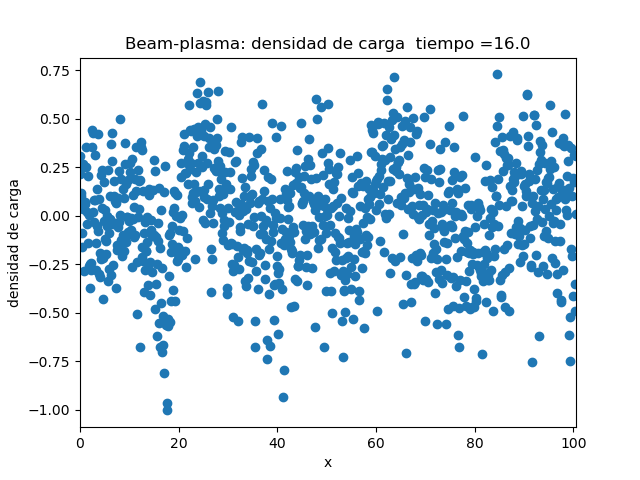 Beam-plasma: densidad de carga  tiempo =16.0
densidad de carga
0.75
0.50
0.25
0.00
−0.25
−0.50
−0.75
−1.00
0 20 40 60 80 100
x